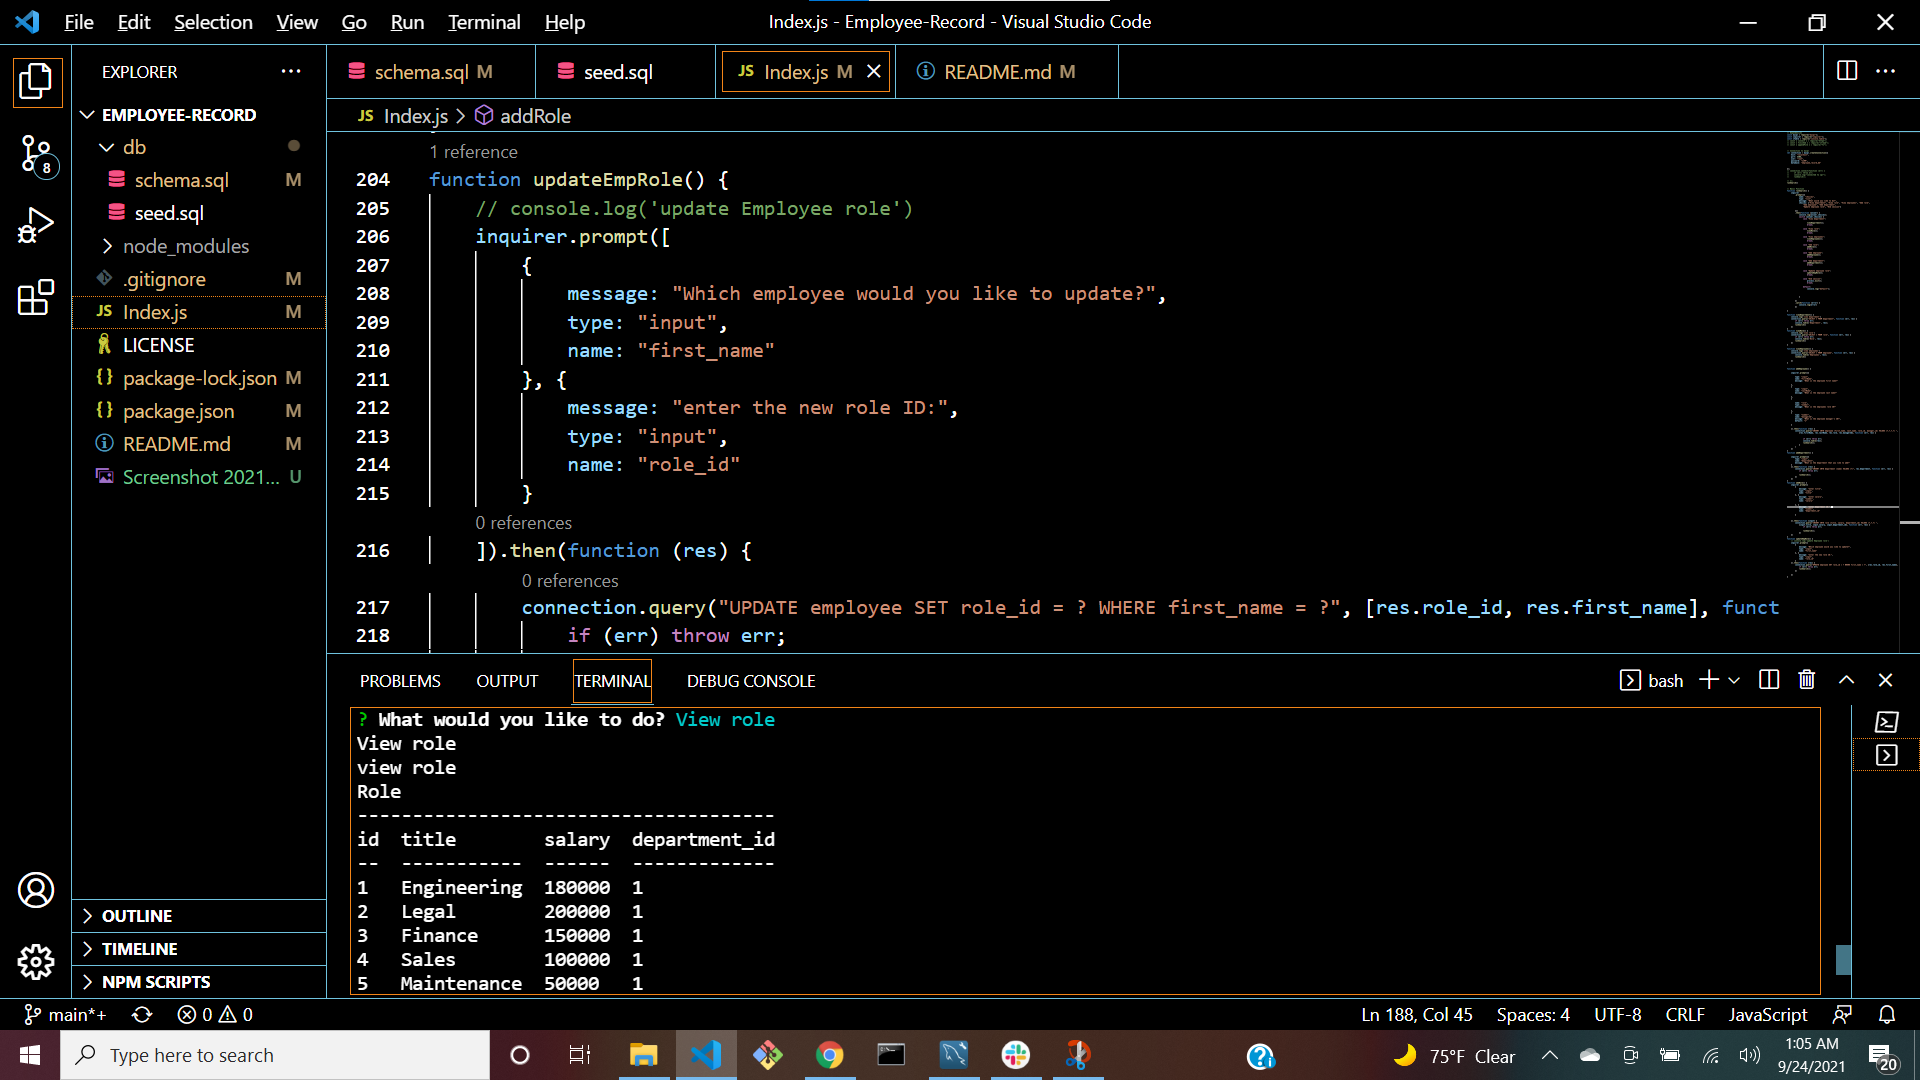 File Edit Selection View Go Run Terminal Help
Index.js - Employee-Record - Visual Studio Code
EXPLORER
EMPLOYEE-RECORD
db
schema.sql M
seed.sql
node_modules
.gitignore M
Index.js M
LICENSE
package-lock.json M
package.json M
README.md M
Screenshot 2021... U
OUTLINE
TIMELINE
NPM SCRIPTS
8
schema.sql M
seed.sql
JS Index.js M
README.md M
JS Index.js > addRole
1 reference
204 function updateEmpRole() {
205 // console.log('update Employee role')
206 inquirer.prompt([
207 {
208 message: "Which employee would you like to update?",
209 type: "input",
210 name: "first_name"
211 }, {
212 message: "enter the new role ID:",
213 type: "input",
214 name: "role_id"
215 }
0 references
216 ]).then(function (res) {
0 references
217 connection.query("UPDATE employee SET role_id = ? WHERE first_name = ?", [res.role_id, res.first_name], funct
218 if (err) throw err;
PROBLEMS OUTPUT TERMINAL DEBUG CONSOLE
bash
? What would you like to do? View role
View role
view role
Role
--------------------------------------
id title salary department_id
-- ----------- ------ -------------
1 Engineering 180000 1
2 Legal 200000 1
3 Finance 150000 1
4 Sales 100000 1
5 Maintenance 50000 1
main*+ 0 0
Ln 188, Col 45 Spaces: 4 UTF-8 CRLF JavaScript
Type here to search
75°F Clear
1:05 AM
9/24/2021
20